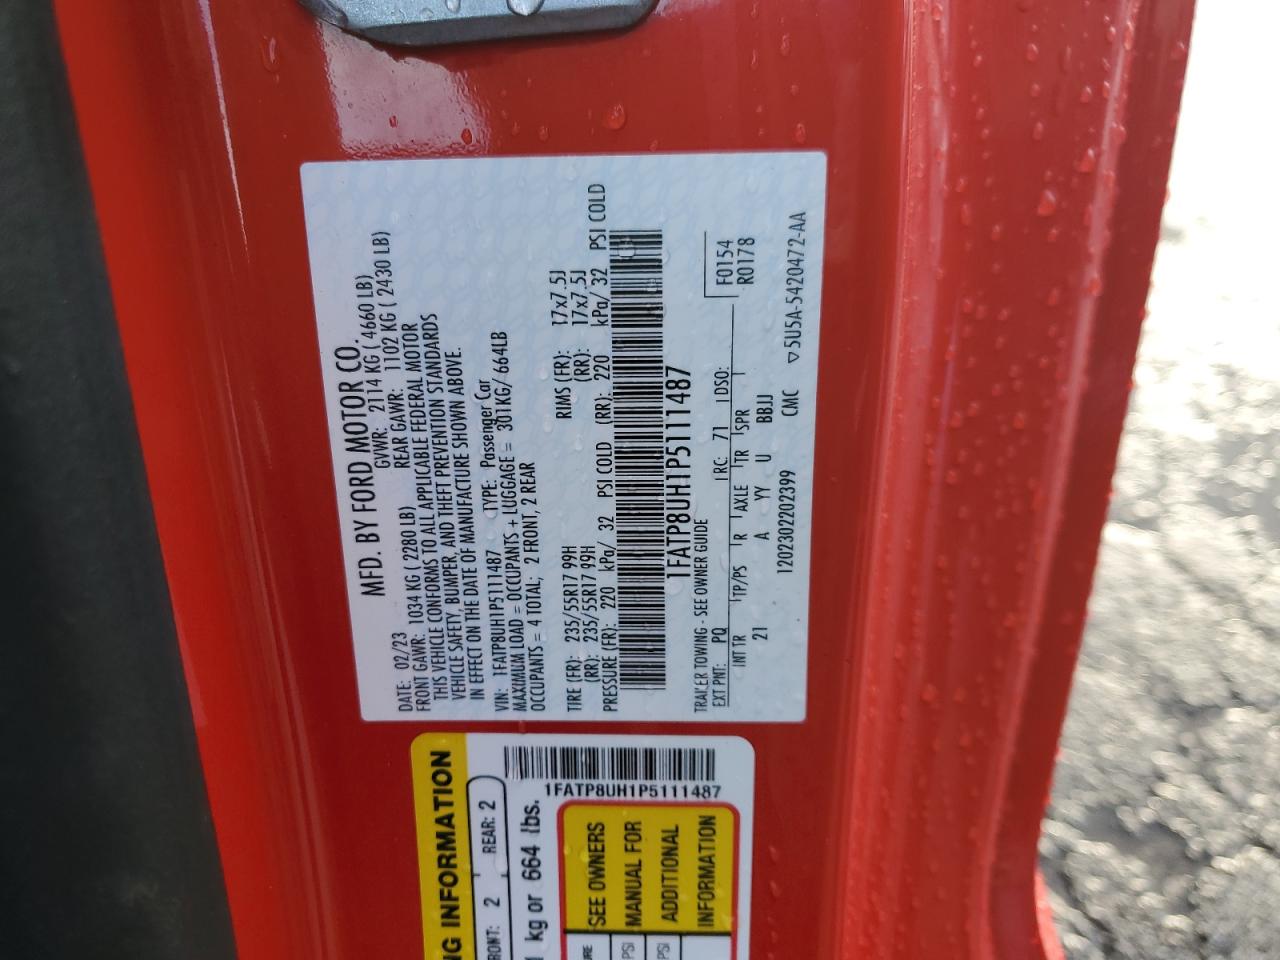 MFD. BY FORD MOTOR CO.
DATE: 02/23 GVWR: 2114 KG ( 4660 LB)
FRONT GAWR: 1034 KG ( 2280 LB) REAR GAWR: 1102 KG ( 2430 LB)
THIS VEHICLE CONFORMS TO ALL APPLICABLE FEDERAL MOTOR
VEHICLE SAFETY, BUMPER, AND THEFT PREVENTION STANDARDS
IN EFFECT ON THE DATE OF MANUFACTURE SHOWN ABOVE.
VIN: 1FATP8UH1P5111487 TYPE: Passenger Car
MAXIMUM LOAD = OCCUPANTS + LUGGAGE = 301KG/ 664LB
OCCUPANTS = 4 TOTAL; 2 FRONT, 2 REAR
TIRE (FR): 235/55R17 99H RIMS (FR): 17x7.5J
(RR): 235/55R17 99H (RR): 17x7.5J
PRESSURE (FR): 220 kPa/ 32 PSI COLD (RR): 220 kPa/ 32 PSI COLD
1FATP8UH1P5111487
TRAILER TOWING - SEE OWNER GUIDE
EXT PNT: PQ RC: 71 DSO: F0154
R0178
INT TR TP/PS R AXLE TR SPR
21 A YY U BBJJ
1202302202399 CMC ▽5U5A-5420472-AA
NG INFORMATION
RONT: 2 REAR: 2
kg or 664 lbs.
1FATP8UH1P5111487
SEE OWNERS
MANUAL FOR
ADDITIONAL
INFORMATION
PSI
PSI